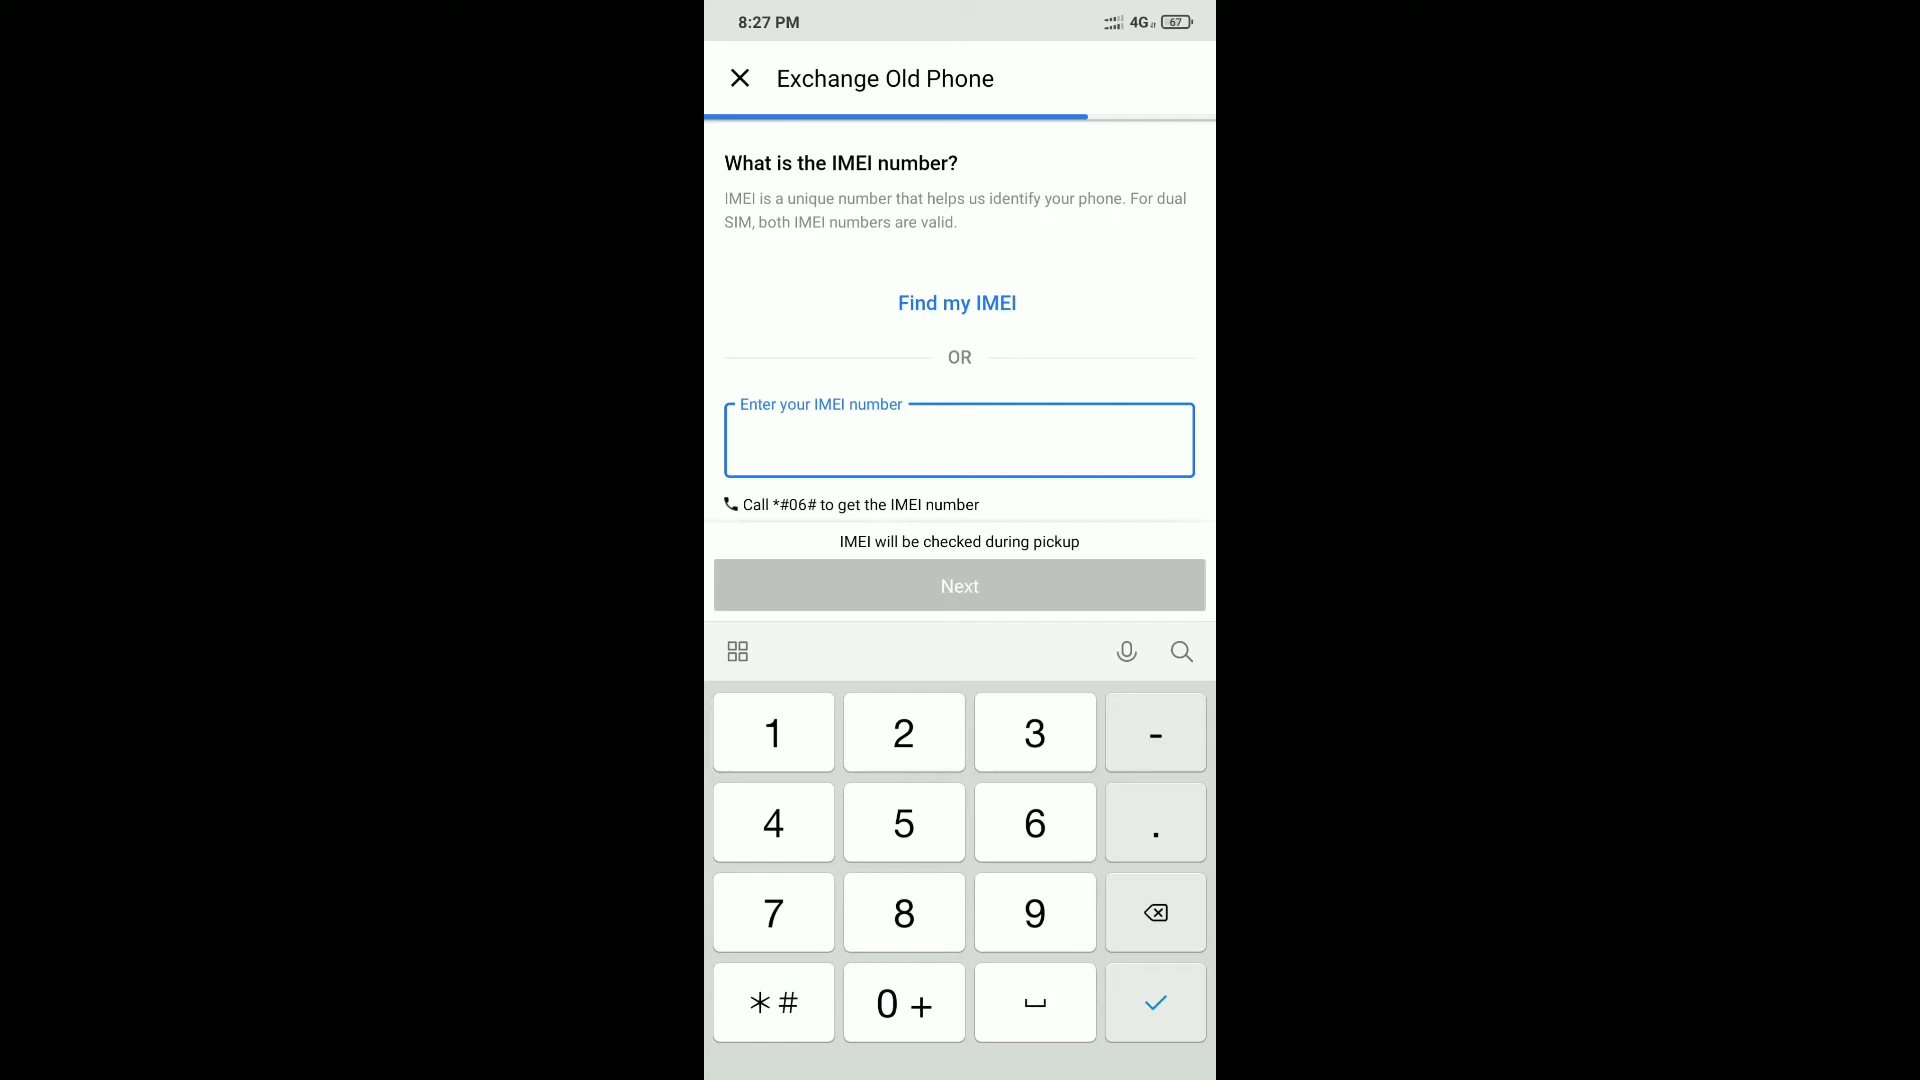 8:27 PM 4G 67
Exchange Old Phone
What is the IMEI number?
IMEI is a unique number that helps us identify your phone. For dual
SIM, both IMEI numbers are valid.
Find my IMEI
OR
Enter your IMEI number
Call *#06# to get the IMEI number
IMEI will be checked during pickup
Next
1 2 3 -
4 5 6 .
7 8 9
*# 0 +